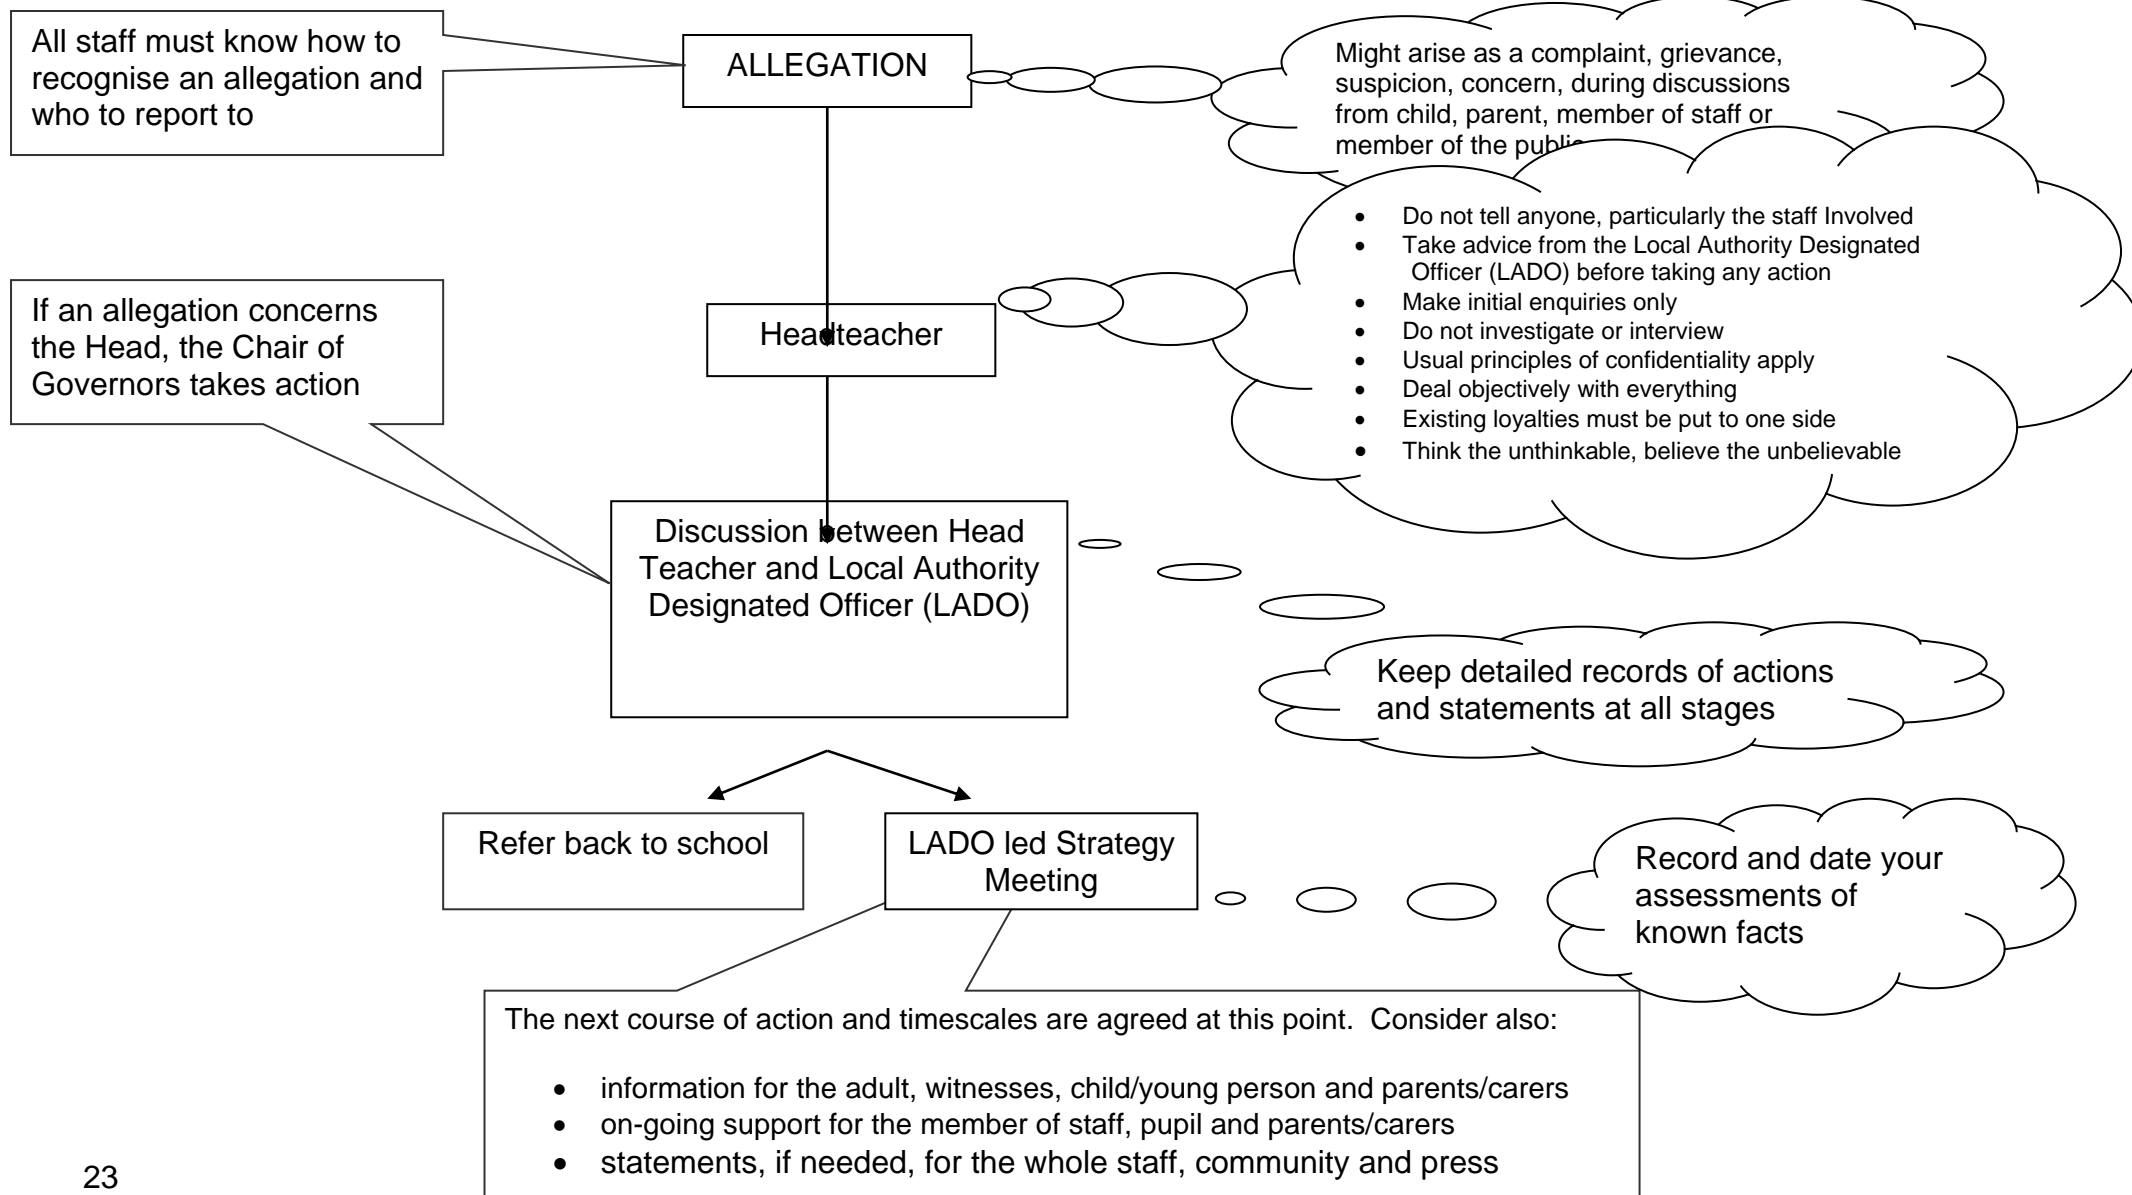 All staff must know how to
recognise an allegation and
who to report to
ALLEGATION
Might arise as a complaint, grievance,
suspicion, concern, during discussions
from child, parent, member of staff or
member of the public
If an allegation concerns
the Head, the Chair of
Governors takes action
Headteacher
• Do not tell anyone, particularly the staff Involved
• Take advice from the Local Authority Designated
Officer (LADO) before taking any action
• Make initial enquiries only
• Do not investigate or interview
• Usual principles of confidentiality apply
• Deal objectively with everything
• Existing loyalties must be put to one side
• Think the unthinkable, believe the unbelievable
Discussion between Head
Teacher and Local Authority
Designated Officer (LADO)
Keep detailed records of actions
and statements at all stages
Refer back to school
LADO led Strategy
Meeting
Record and date your
assessments of
known facts
The next course of action and timescales are agreed at this point.  Consider also:
• information for the adult, witnesses, child/young person and parents/carers
• on-going support for the member of staff, pupil and parents/carers
• statements, if needed, for the whole staff, community and press
23